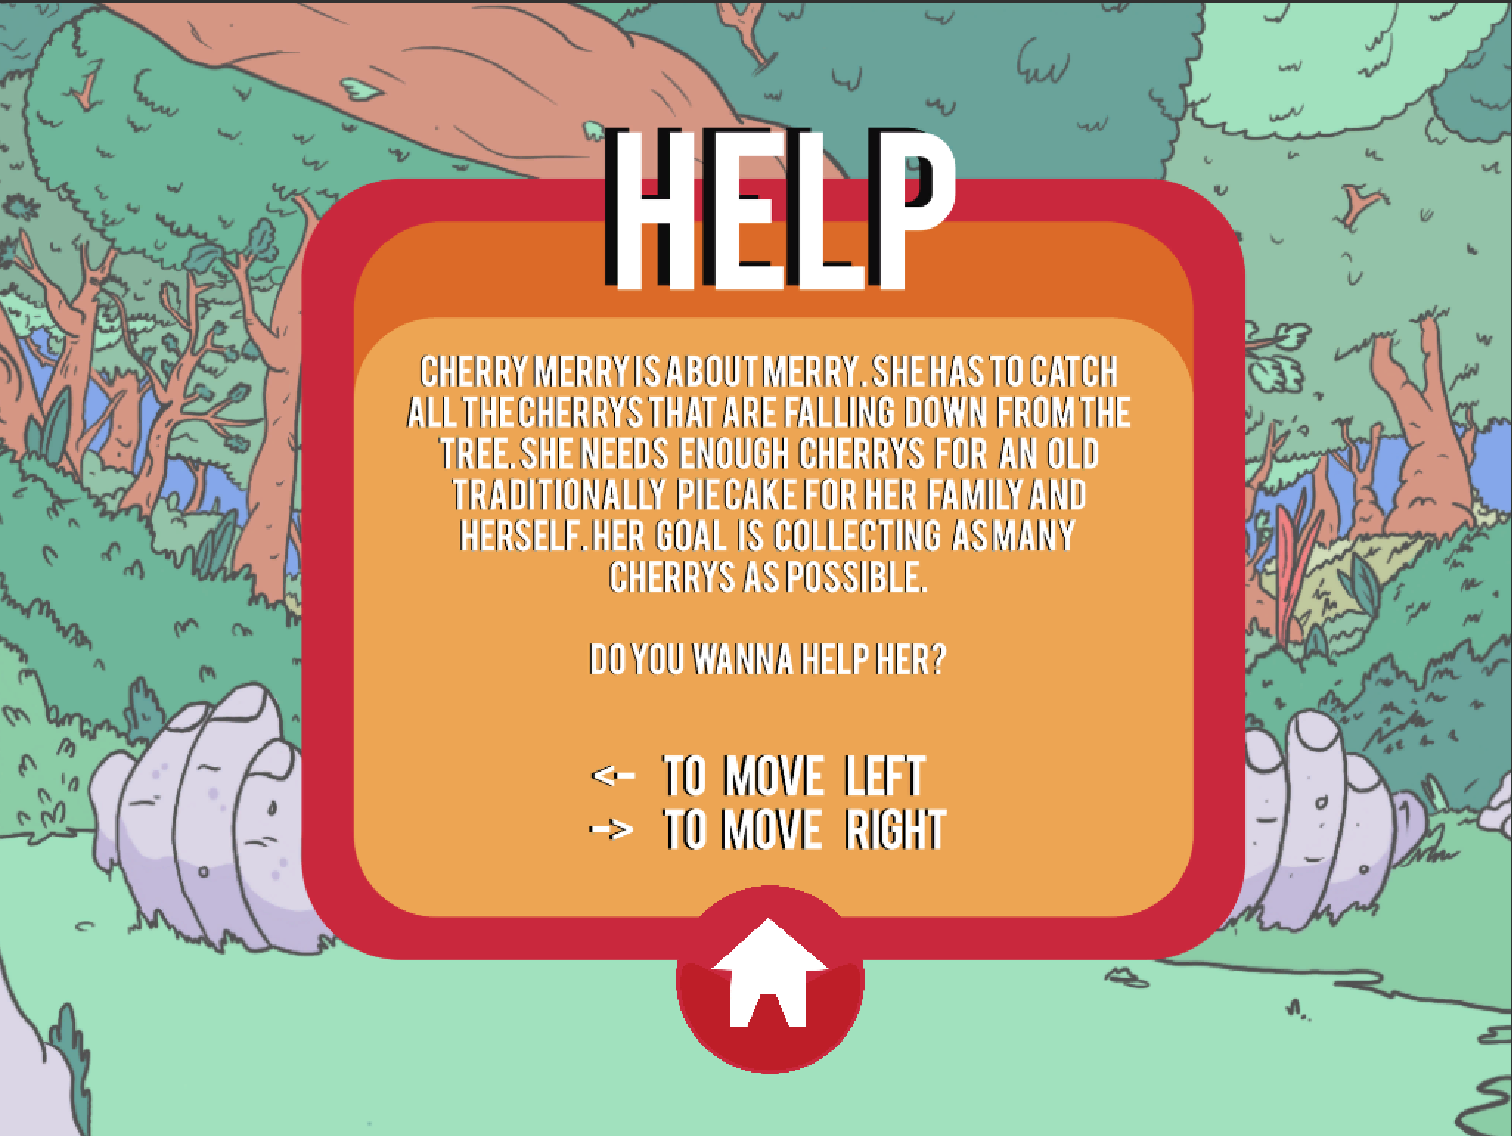 HELP
CHERRY MERRY IS ABOUT MERRY. SHE HAS TO CATCH
ALL THE CHERRYS THAT ARE FALLING DOWN FROM THE
TREE. SHE NEEDS ENOUGH CHERRYS FOR AN OLD
TRADITIONALLY PIE CAKE FOR HER FAMILY AND
HERSELF. HER GOAL IS COLLECTING AS MANY
CHERRYS AS POSSIBLE.
DO YOU WANNA HELP HER?
<- TO MOVE LEFT
-> TO MOVE RIGHT